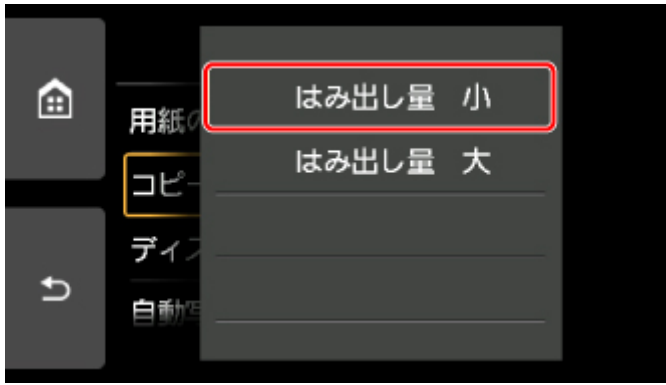 はみ出し量 小
用紙の
はみ出し量 大
コピー
ディス
自動写